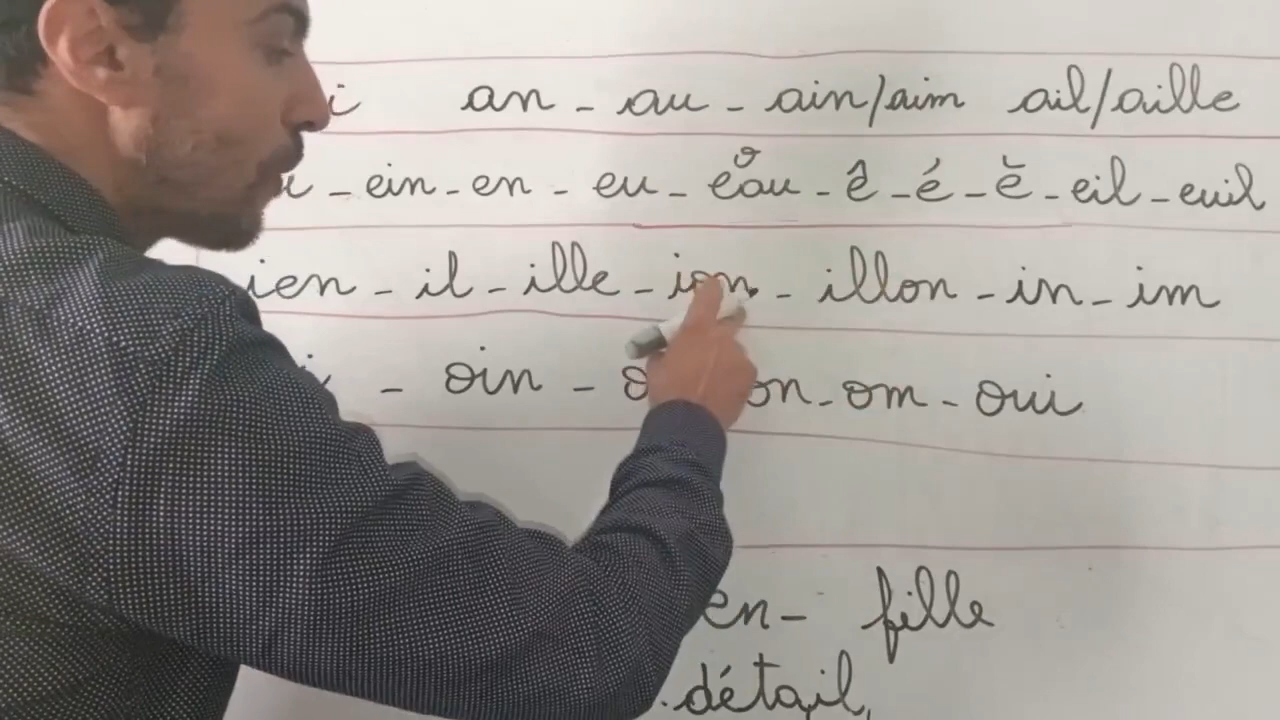 i an - au - ain/aim ail/aille
- ein - en - eu - eau - ê - é - è - eil - euil
ien - il - ille - ion - illon - in - im
- oin - on - om - oui
en - fille
détail,